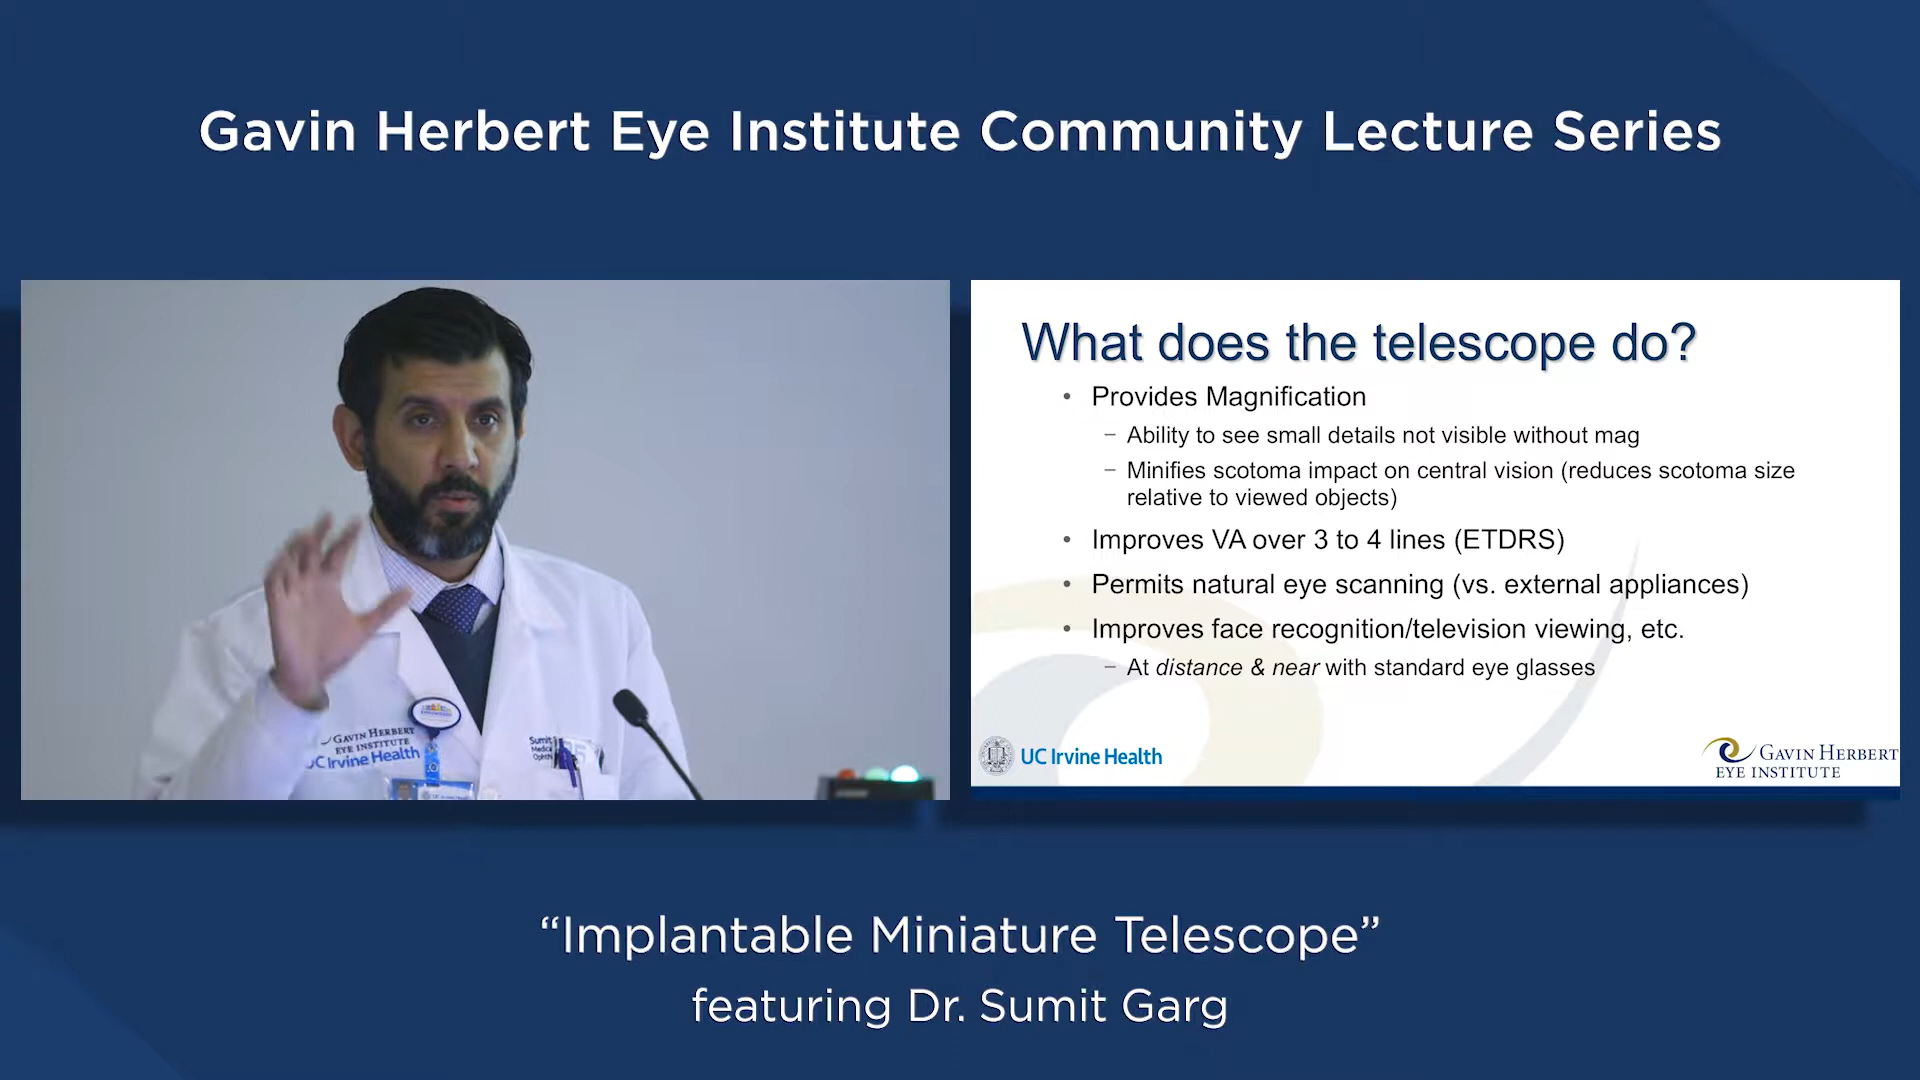 Gavin Herbert Eye Institute Community Lecture Series
GAVIN HERBERT
EYE INSTITUTE
UC Irvine Health
Sumit
Medica
Ophth
What does the telescope do?
• Provides Magnification
– Ability to see small details not visible without mag
– Minifies scotoma impact on central vision (reduces scotoma size
relative to viewed objects)
• Improves VA over 3 to 4 lines (ETDRS)
• Permits natural eye scanning (vs. external appliances)
• Improves face recognition/television viewing, etc.
– At distance & near with standard eye glasses
UC Irvine Health
GAVIN HERBERT
EYE INSTITUTE
“Implantable Miniature Telescope”
featuring Dr. Sumit Garg